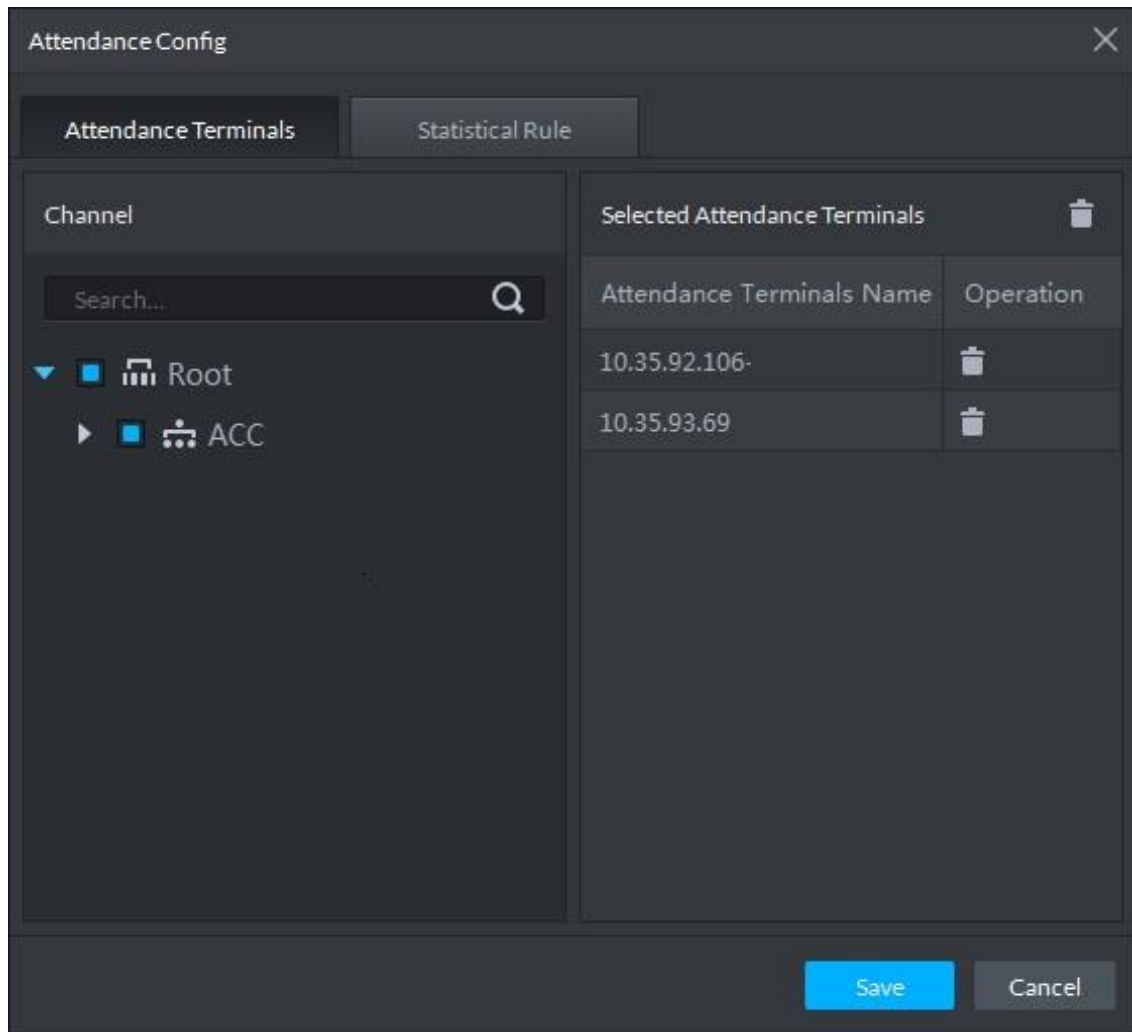 Attendance Config
Attendance Terminals
Statistical Rule
Channel
Search...
Root
ACC
Selected Attendance Terminals
Attendance Terminals Name Operation
10.35.92.106-
10.35.93.69
Save
Cancel